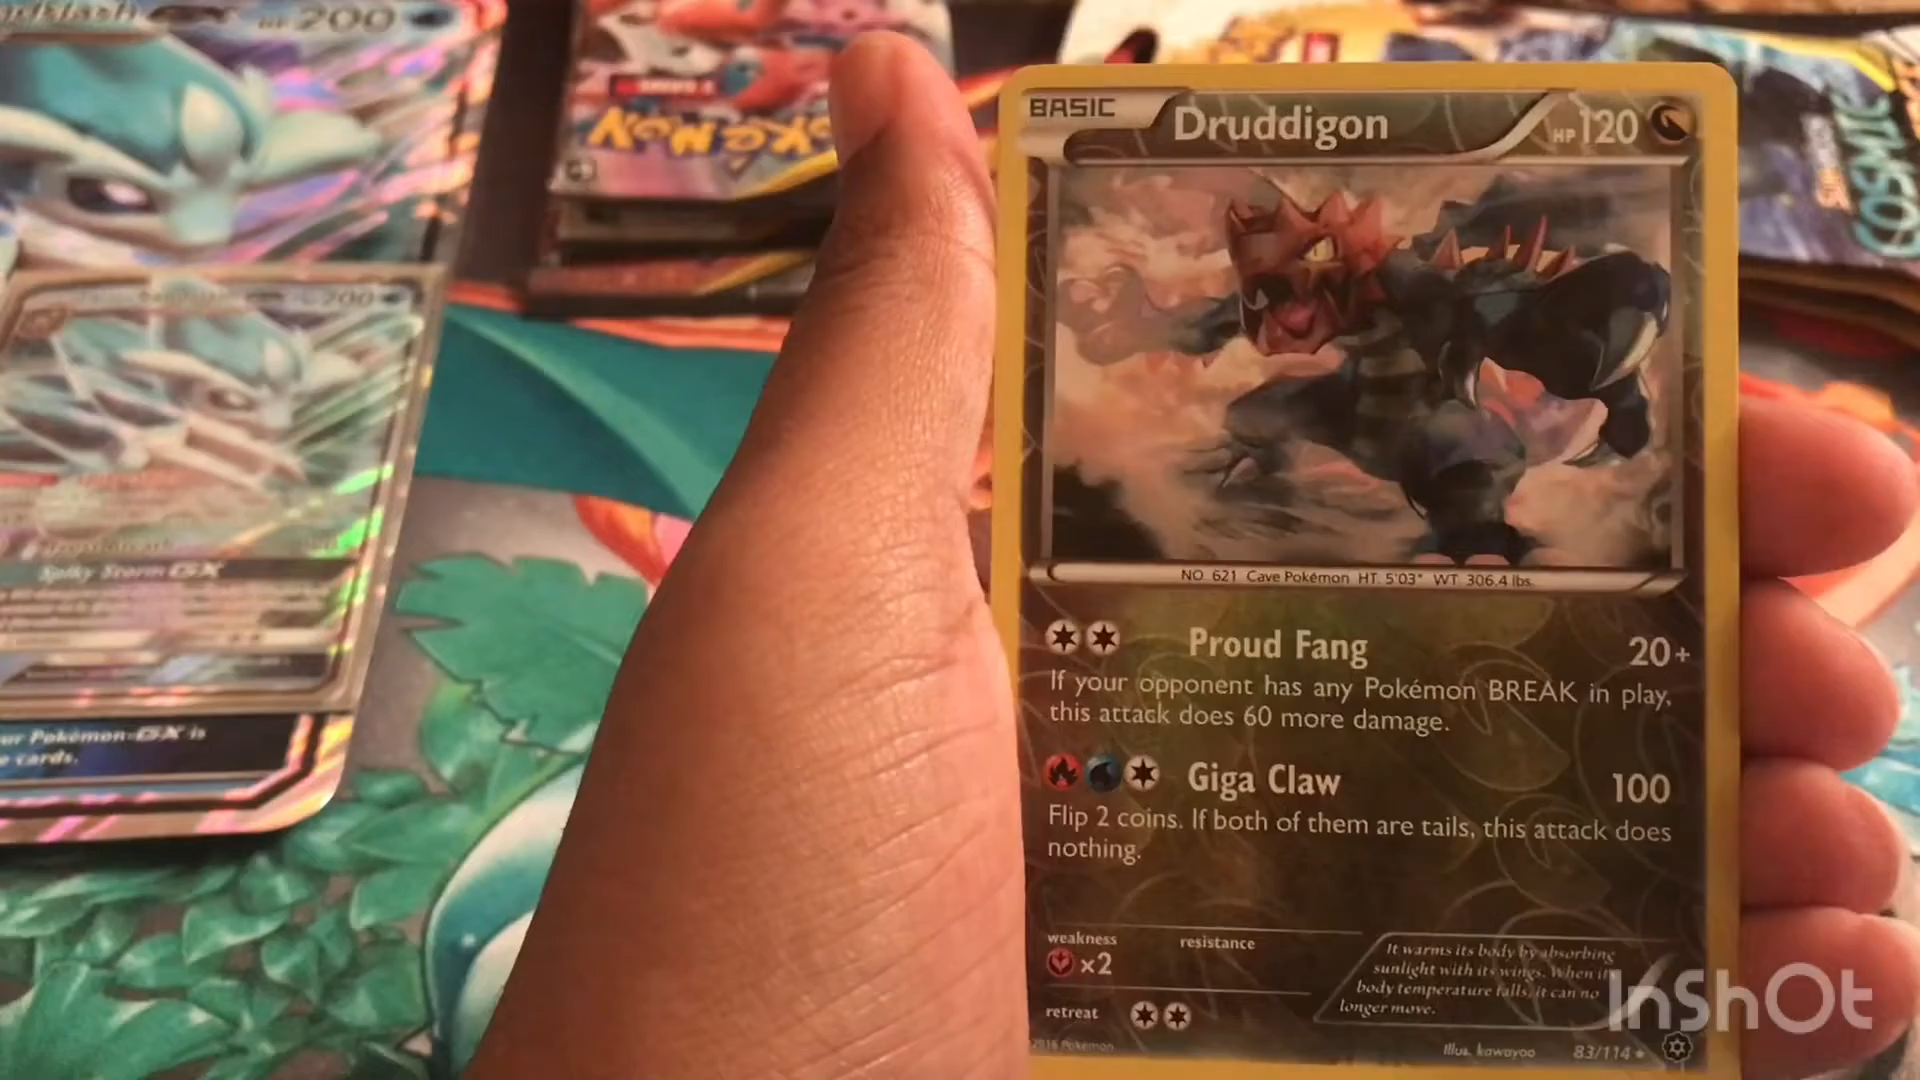 200
POKÉMON
COSMIC
200
Spiky Storm GX
Pokémon-GX is
cards.
BASIC
Druddigon
HP 120
NO. 621 Cave Pokémon HT. 5'03" WT. 306.4 lbs.
Proud Fang 20+
If your opponent has any Pokémon BREAK in play,
this attack does 60 more damage.
Giga Claw 100
Flip 2 coins. If both of them are tails, this attack does
nothing.
weakness
×2
resistance
retreat
It warms its body by absorbing
sunlight with its wings. When its
body temperature falls, it can no
longer move.
2016 Pokémon
Illus. kawayoo
83/114 ★
InShOt